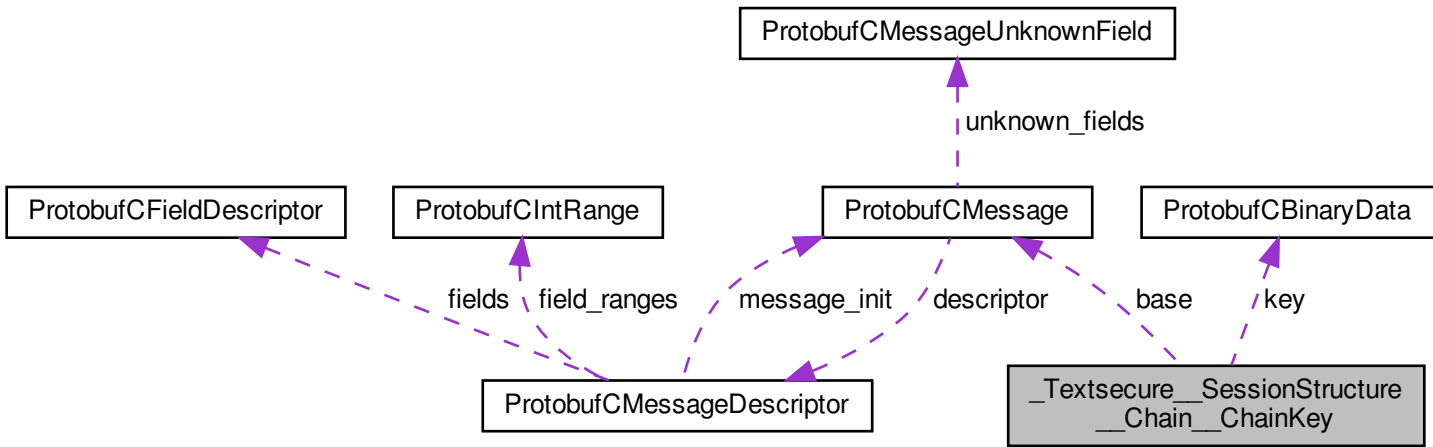 ProtobufCMessageUnknownField
unknown_fields
ProtobufCFieldDescriptor
ProtobufCIntRange
ProtobufCMessage
ProtobufCBinaryData
fields
field_ranges
message_init
descriptor
base
key
ProtobufCMessageDescriptor
_Textsecure__SessionStructure
__Chain__ChainKey